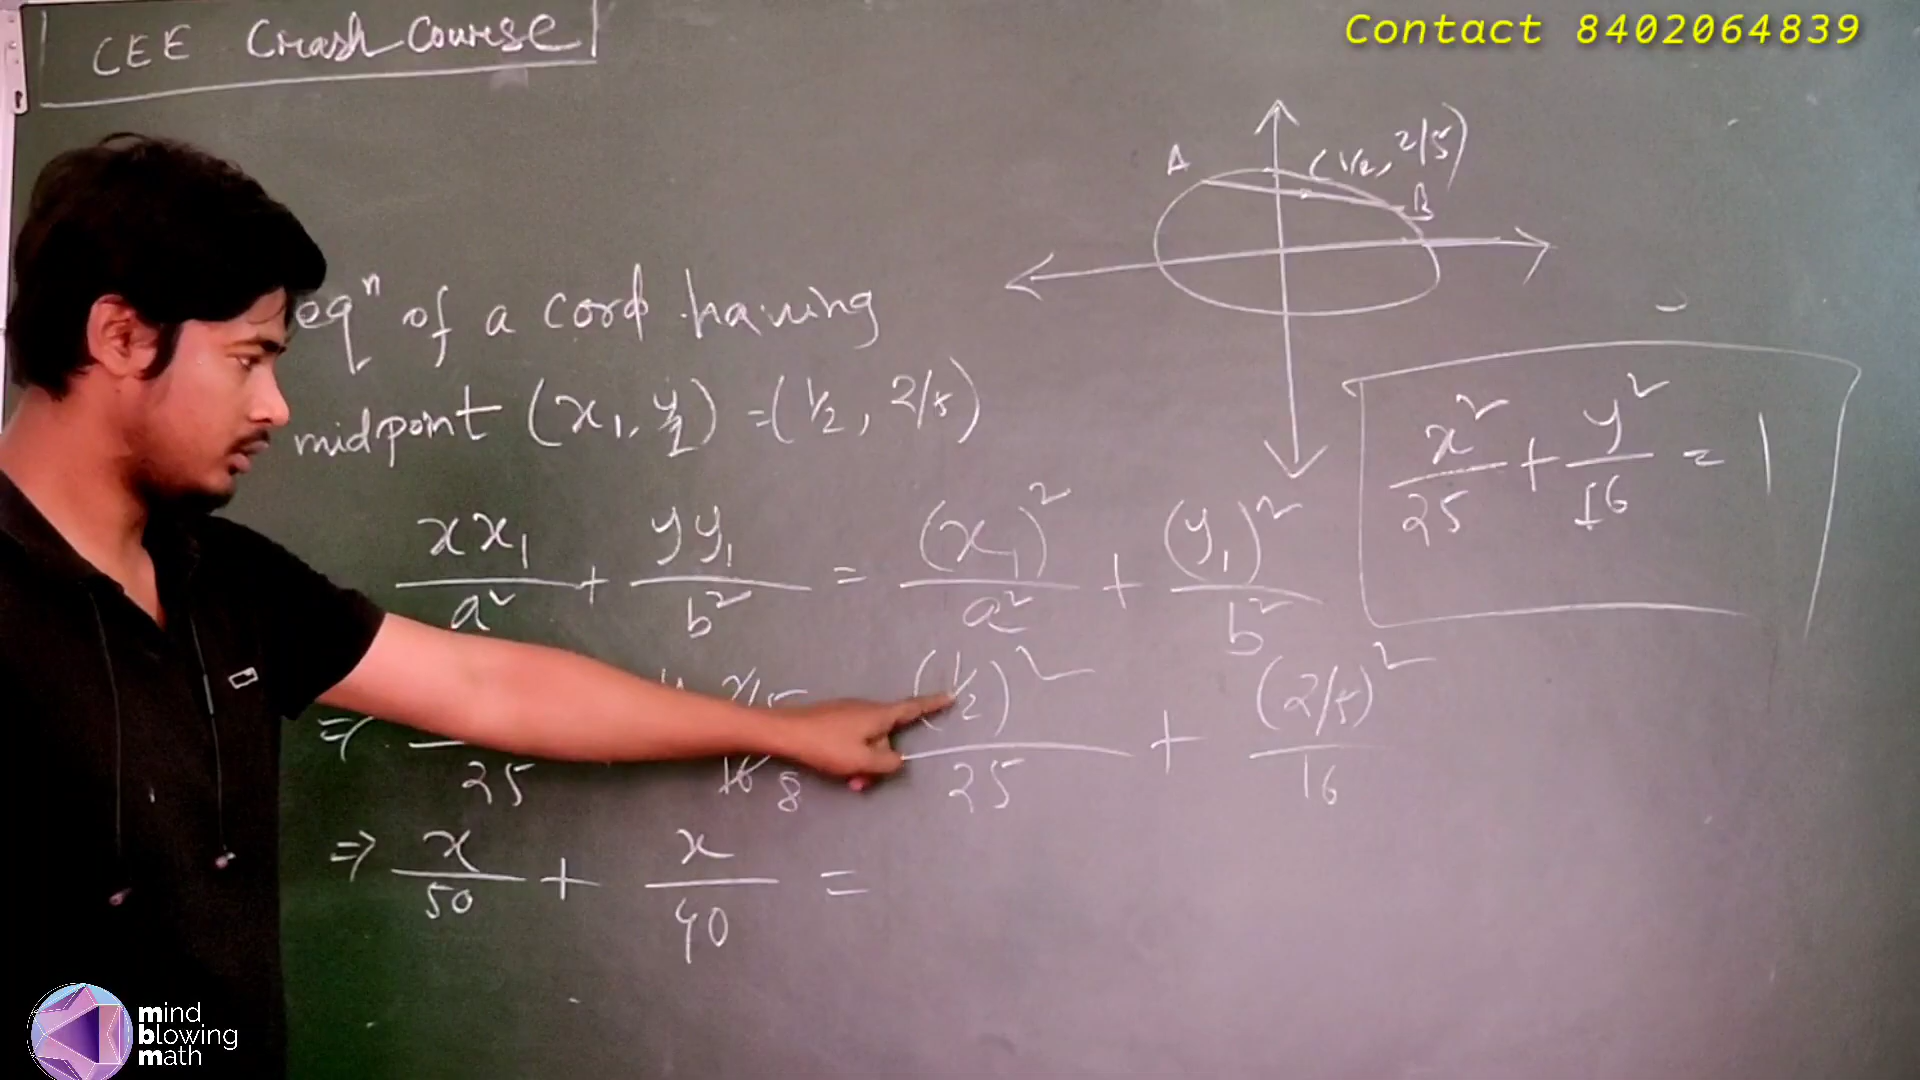 CEE Crash Course
Contact 8402064839
A (1/2, 2/5) B
eqⁿ of a cord having
midpoint (x₁, y₁) = (1/2, 2/5)
x²/25 + y²/16 = 1
xx₁/a² + yy₁/b² = (x₁)²/a² + (y₁)²/b²
⇒ /25 16 8 (1/2)²/25 + (2/5)²/16
⇒ x/50 + x/40 =
mind
blowing
math